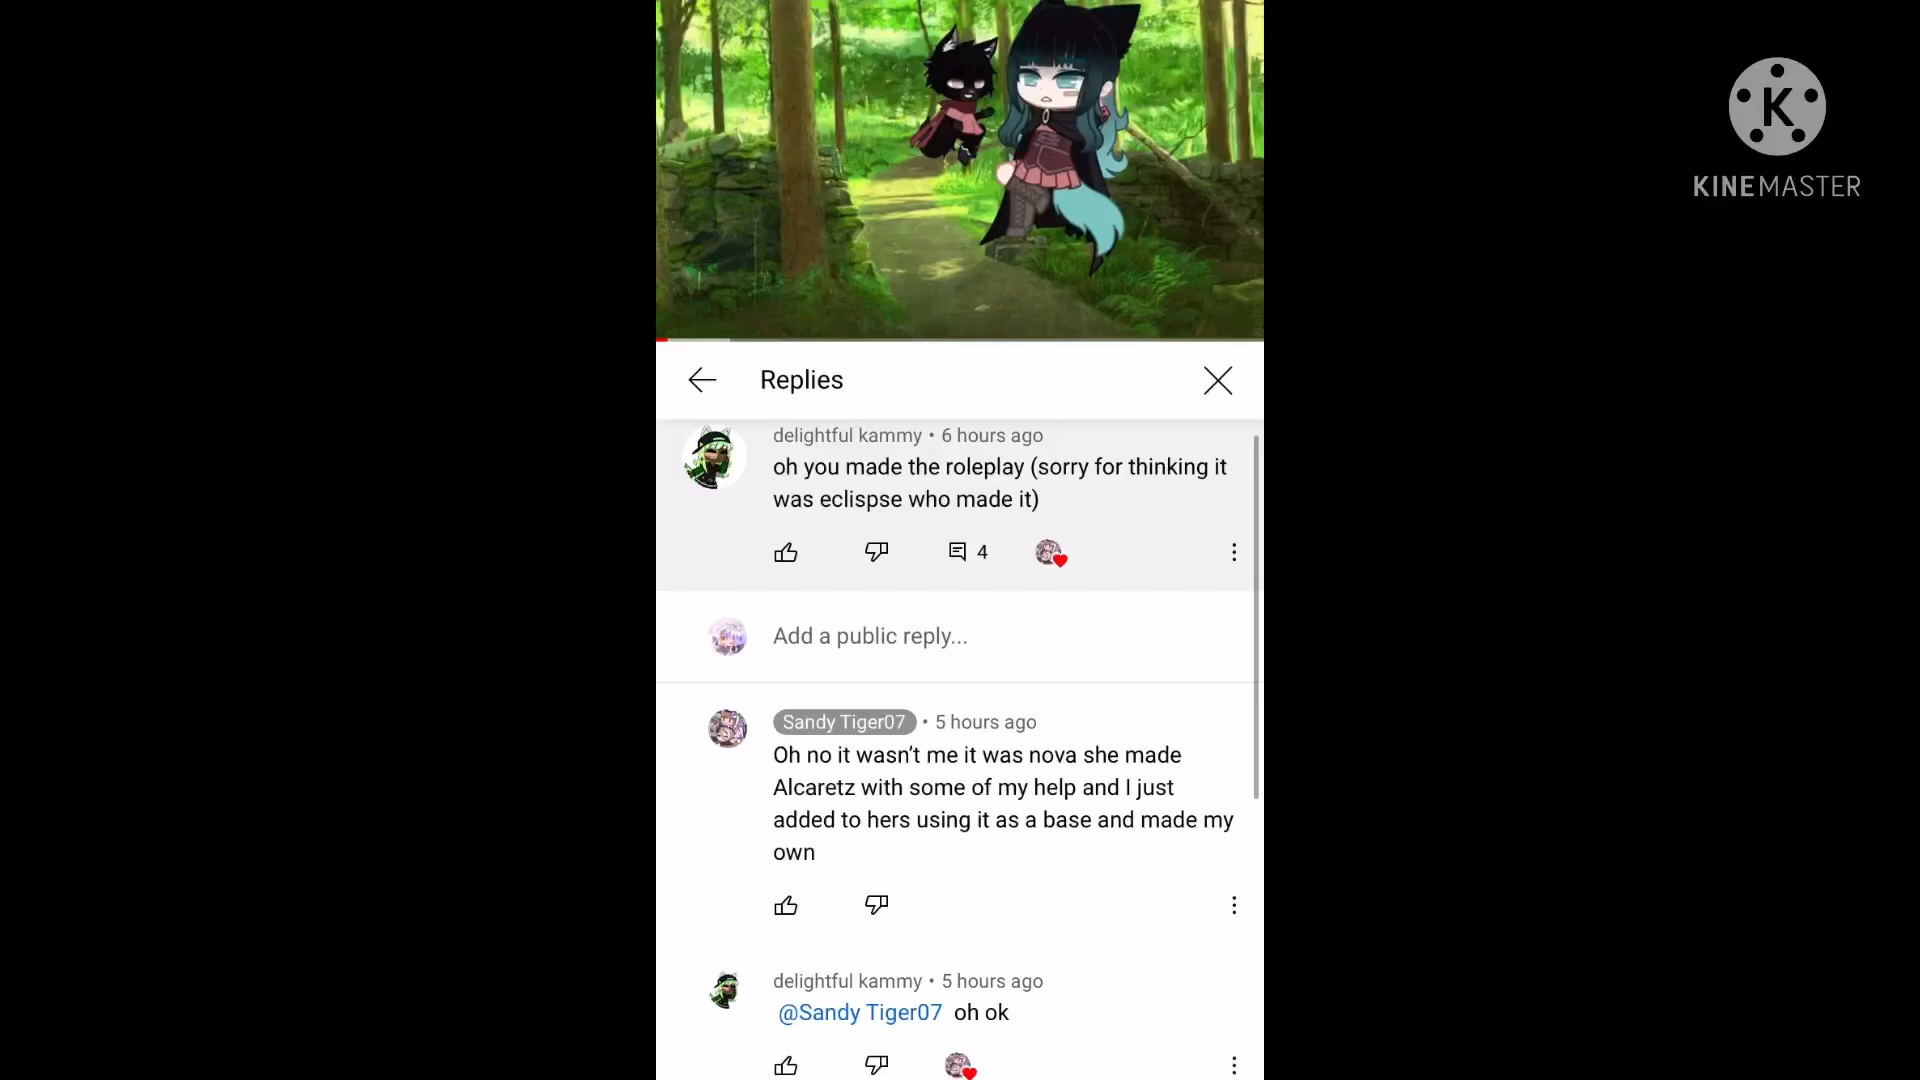 K
KINEMASTER
Replies
delightful kammy • 6 hours ago
oh you made the roleplay (sorry for thinking it
was eclispse who made it)
4
Add a public reply...
Sandy Tiger07 • 5 hours ago
Oh no it wasn’t me it was nova she made
Alcaretz with some of my help and I just
added to hers using it as a base and made my
own
delightful kammy • 5 hours ago
@Sandy Tiger07 oh ok